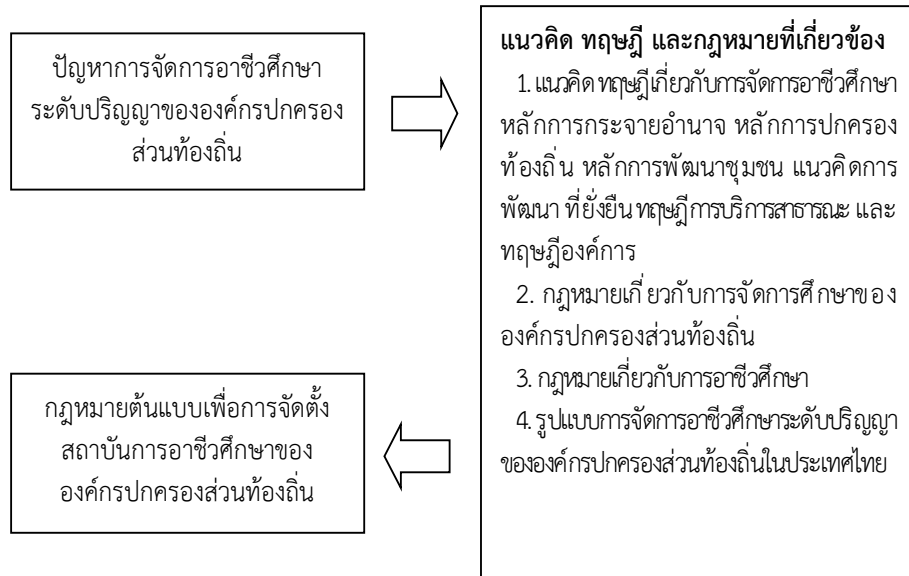 ปัญหาการจัดการอาชีวศึกษา
ระดับปริญญาขององค์กรปกครอง
ส่วนท้องถิ่น
แนวคิด ทฤษฎี และกฎหมายที่เกี่ยวข้อง
1. แนวคิด ทฤษฎีเกี่ยวกับการจัดการอาชีวศึกษา
หลักการกระจายอำนาจ หลักการปกครอง
ท้องถิ่น หลักการพัฒนาชุมชน แนวคิดการ
พัฒนา ที่ยั่งยืน ทฤษฎีการบริการสาธารณะ และ
ทฤษฎีองค์การ
2. กฎหมายเกี่ยวกับการจัดการศึกษาของ
องค์กรปกครองส่วนท้องถิ่น
3. กฎหมายเกี่ยวกับการอาชีวศึกษา
4. รูปแบบการจัดการอาชีวศึกษาระดับปริญญา
ขององค์กรปกครองส่วนท้องถิ่นในประเทศไทย
กฎหมายต้นแบบเพื่อการจัดตั้ง
สถาบันการอาชีวศึกษาของ
องค์กรปกครองส่วนท้องถิ่น